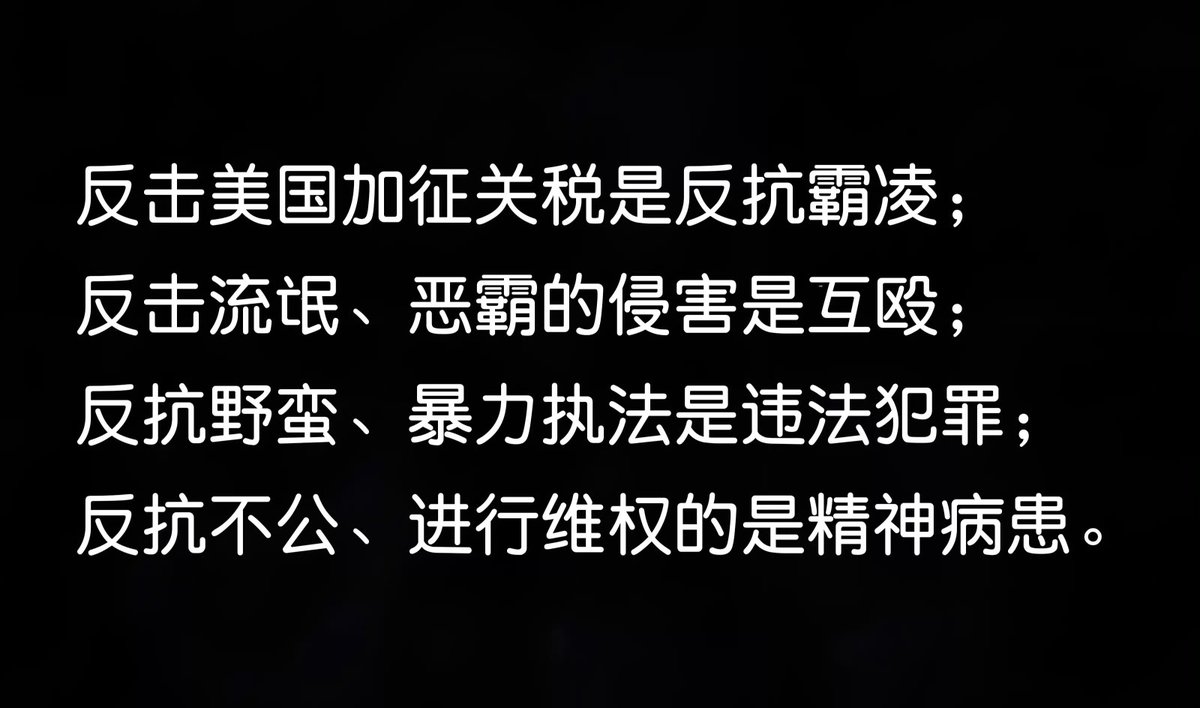 反击美国加征关税是反抗霸凌；
反击流氓、恶霸的侵害是互殴；
反抗野蛮、暴力执法是违法犯罪；
反抗不公、进行维权的是精神病患。